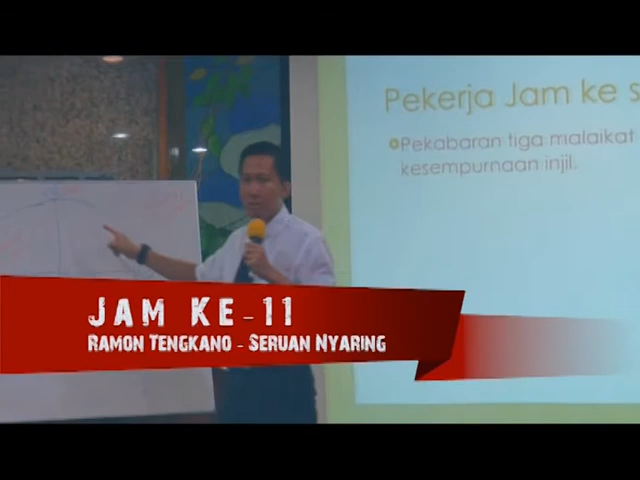 Pekerja Jam ke
Pekabaran tiga malaikat
kesempurnaan injil.
JAM KE-11
RAMON TENGKANO - SERUAN NYARING